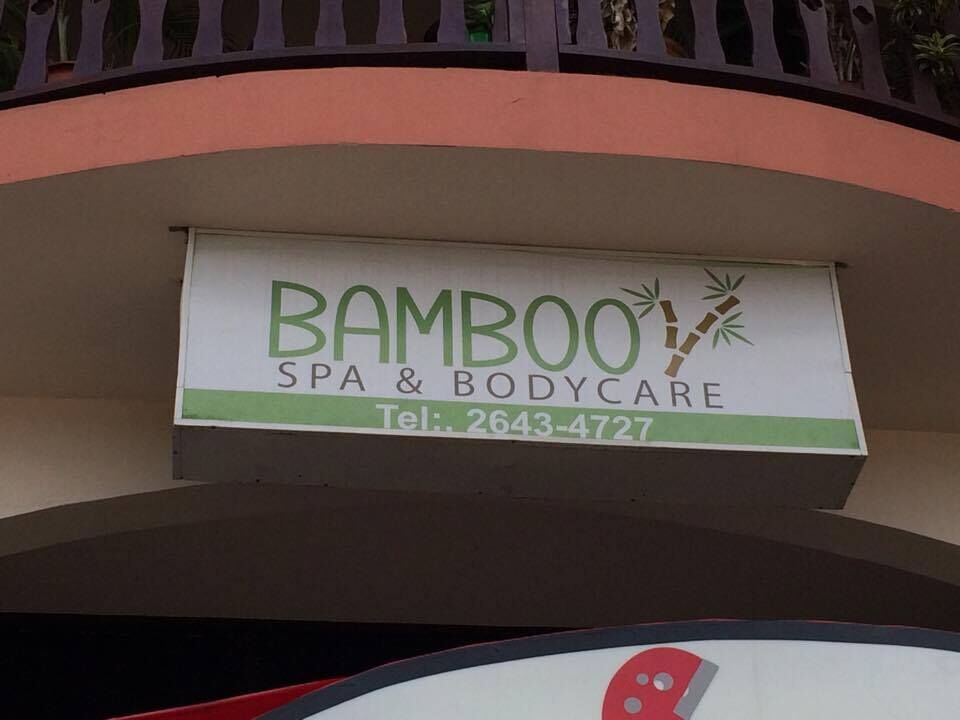 BAMBOO
SPA & BODYCARE
Tel:. 2643-4727